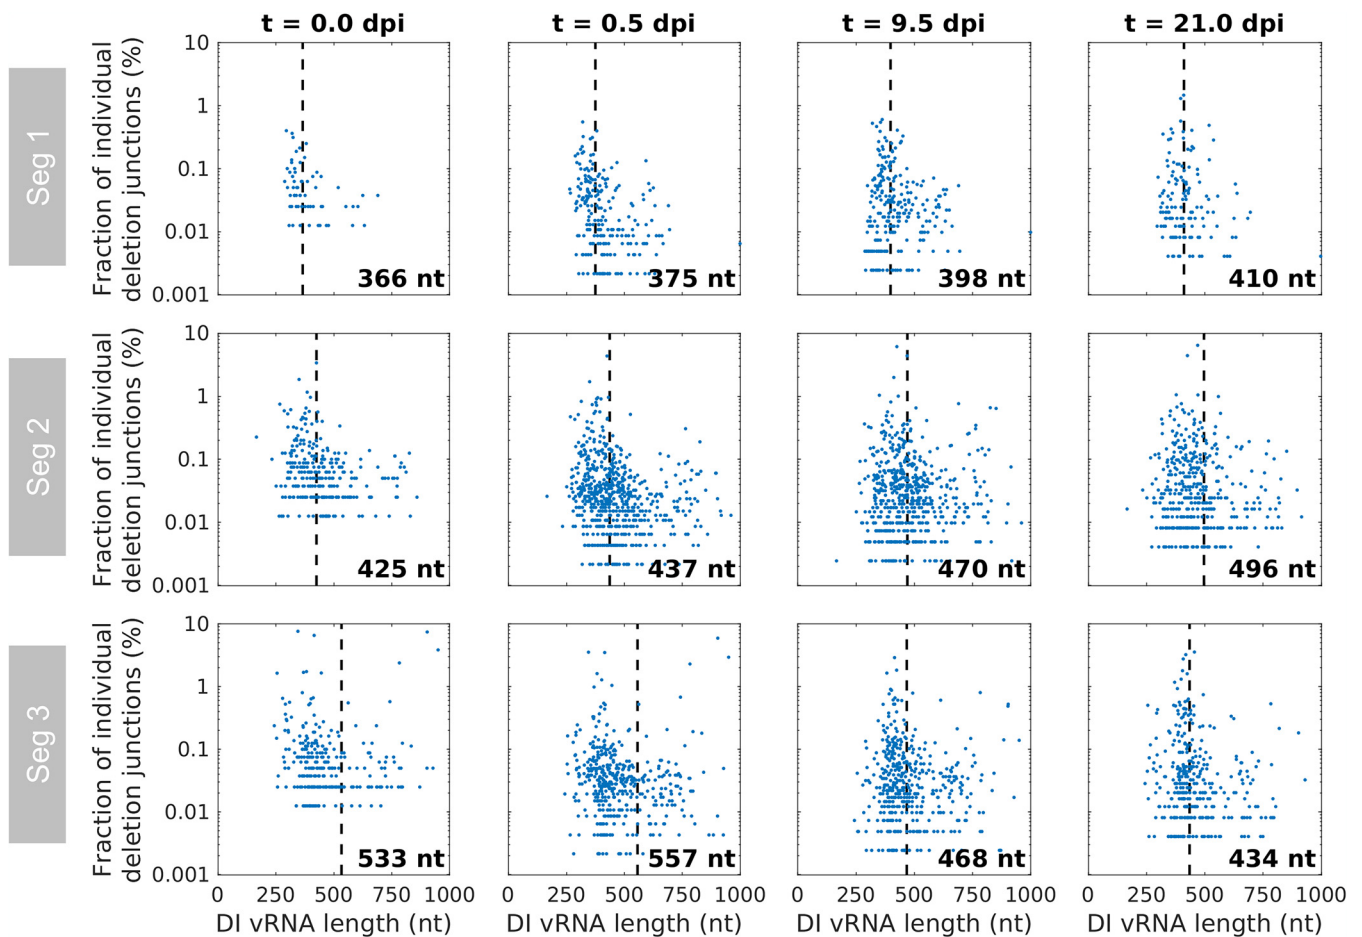 t = 0.0 dpi
t = 0.5 dpi
t = 9.5 dpi
t = 21.0 dpi
Seg 1
Fraction of individual
deletion junctions (%)
10
1
0.1
0.01
0.001
366 nt
375 nt
398 nt
410 nt
Seg 2
Fraction of individual
deletion junctions (%)
10
1
0.1
0.01
0.001
425 nt
437 nt
470 nt
496 nt
Seg 3
Fraction of individual
deletion junctions (%)
10
1
0.1
0.01
0.001
533 nt
557 nt
468 nt
434 nt
0 250 500 750 1000
0 250 500 750 1000
0 250 500 750 1000
0 250 500 750 1000
DI vRNA length (nt)
DI vRNA length (nt)
DI vRNA length (nt)
DI vRNA length (nt)